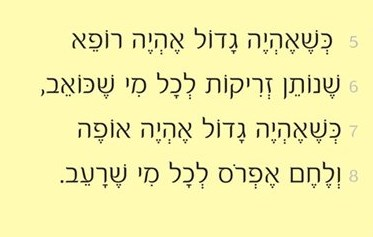 5 כְּשֶׁאֶהְיֶה גָּדוֹל אֶהְיֶה רוֹפֵא
6 שֶׁנּוֹתֵן זְרִיקוֹת לְכָל מִי שֶׁכּוֹאֵב,
7 כְּשֶׁאֶהְיֶה גָּדוֹל אֶהְיֶה אוֹפֶה
8 וְלֶחֶם אֶפְרֹס לְכָל מִי שֶׁרָעֵב.